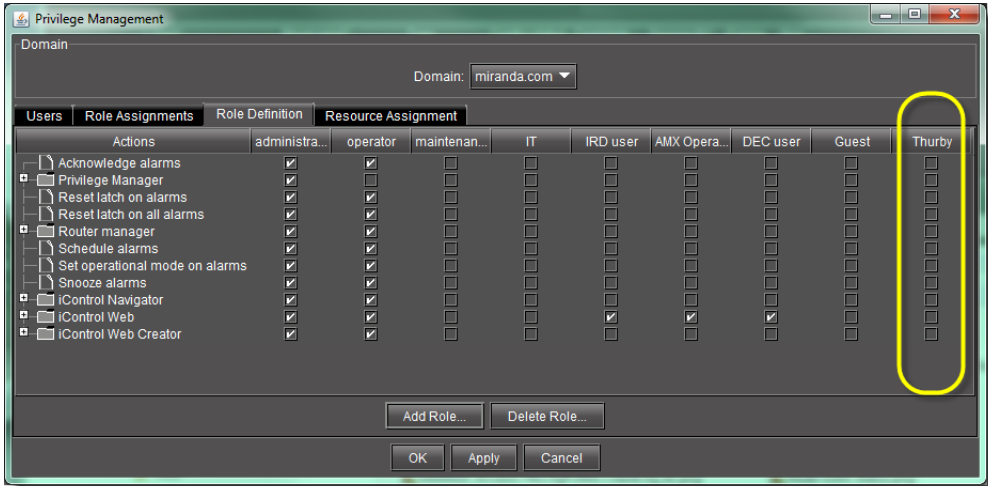 Privilege Management
Domain
Domain: miranda.com
Users Role Assignments Role Definition Resource Assignment
Actions administra... operator maintenan... IT IRD user AMX Opera... DEC user Guest Thurby
Acknowledge alarms
Privilege Manager
Reset latch on alarms
Reset latch on all alarms
Router manager
Schedule alarms
Set operational mode on alarms
Snooze alarms
iControl Navigator
iControl Web
iControl Web Creator
Add Role... Delete Role...
OK Apply Cancel